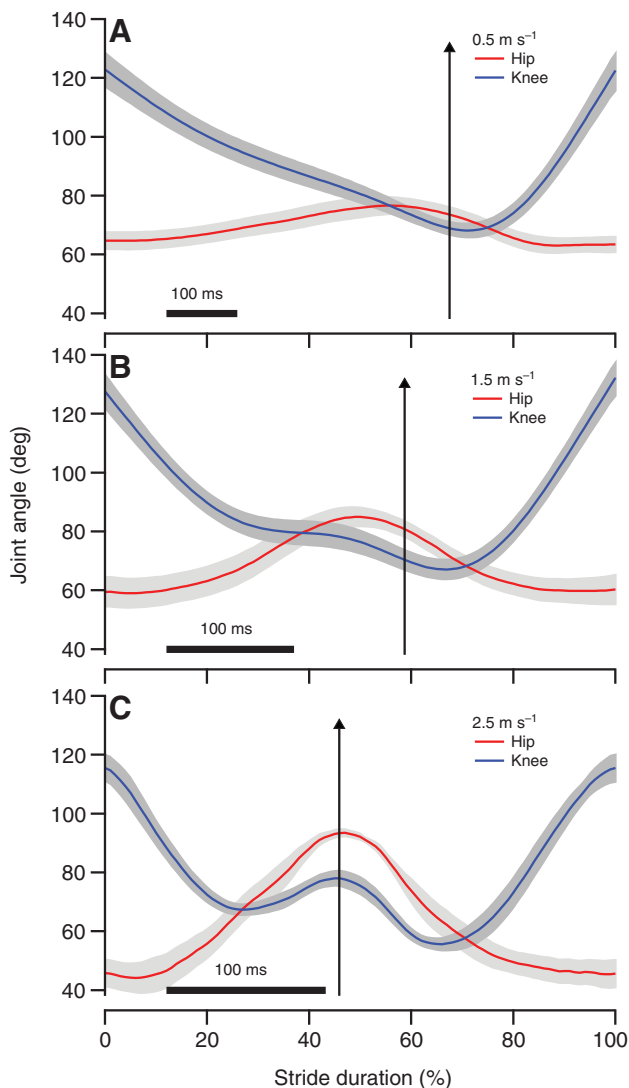 A
0.5 m s⁻¹
Hip
Knee
140
120
100
80
60
40
100 ms
B
1.5 m s⁻¹
Hip
Knee
140
120
100
80
60
40
100 ms
Joint angle (deg)
C
2.5 m s⁻¹
Hip
Knee
140
120
100
80
60
40
100 ms
0 20 40 60 80 100
Stride duration (%)